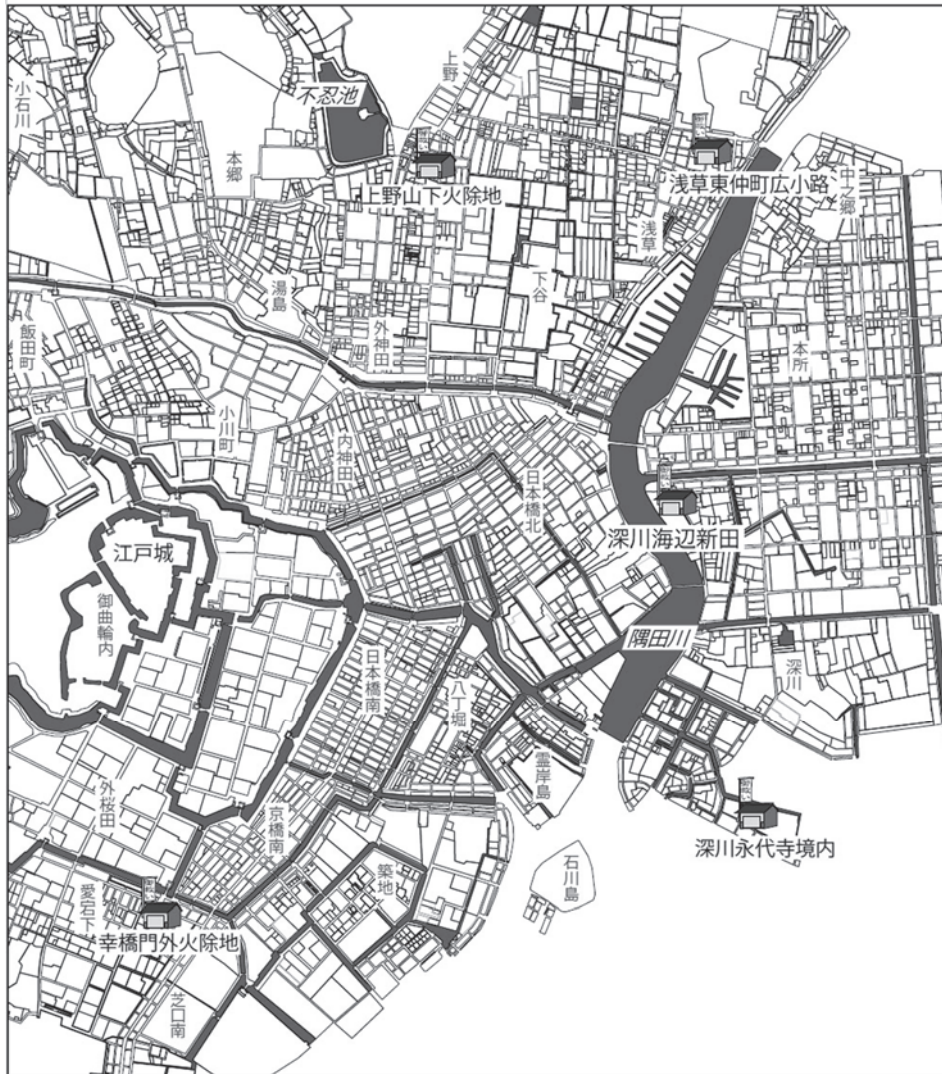 不忍池
上野
小石川
本郷
上野山下火除地
浅草東仲町広小路
中之郷
浅草
下谷
湯島
外神田
飯田町
本所
小川町
内神田
日本橋北
深川海辺新田
江戸城
御曲輪内
隅田川
深川
日本橋南
八丁堀
霊岸島
外桜田
京橋南
深川永代寺境内
石川島
築地
愛宕下
幸橋門外火除地
芝口南